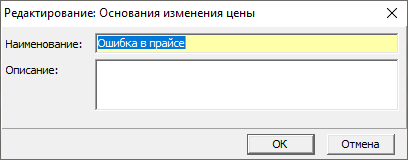 Редактирование: Основания изменения цены
Наименование: Ошибка в прайсе
Описание:
OK Отмена